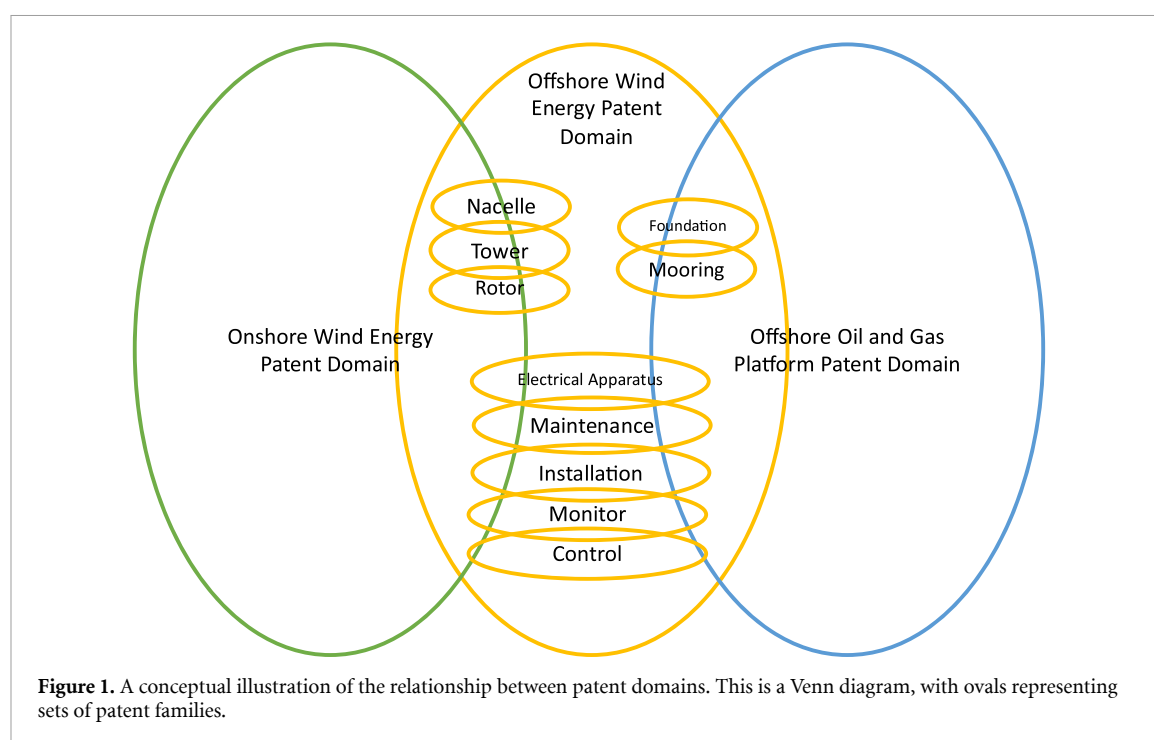 Offshore Wind
Energy Patent
Domain
Nacelle
Tower
Rotor
Foundation
Mooring
Onshore Wind Energy
Patent Domain
Offshore Oil and Gas
Platform Patent Domain
Electrical Apparatus
Maintenance
Installation
Monitor
Control
Figure 1. A conceptual illustration of the relationship between patent domains. This is a Venn diagram, with ovals representing
sets of patent families.